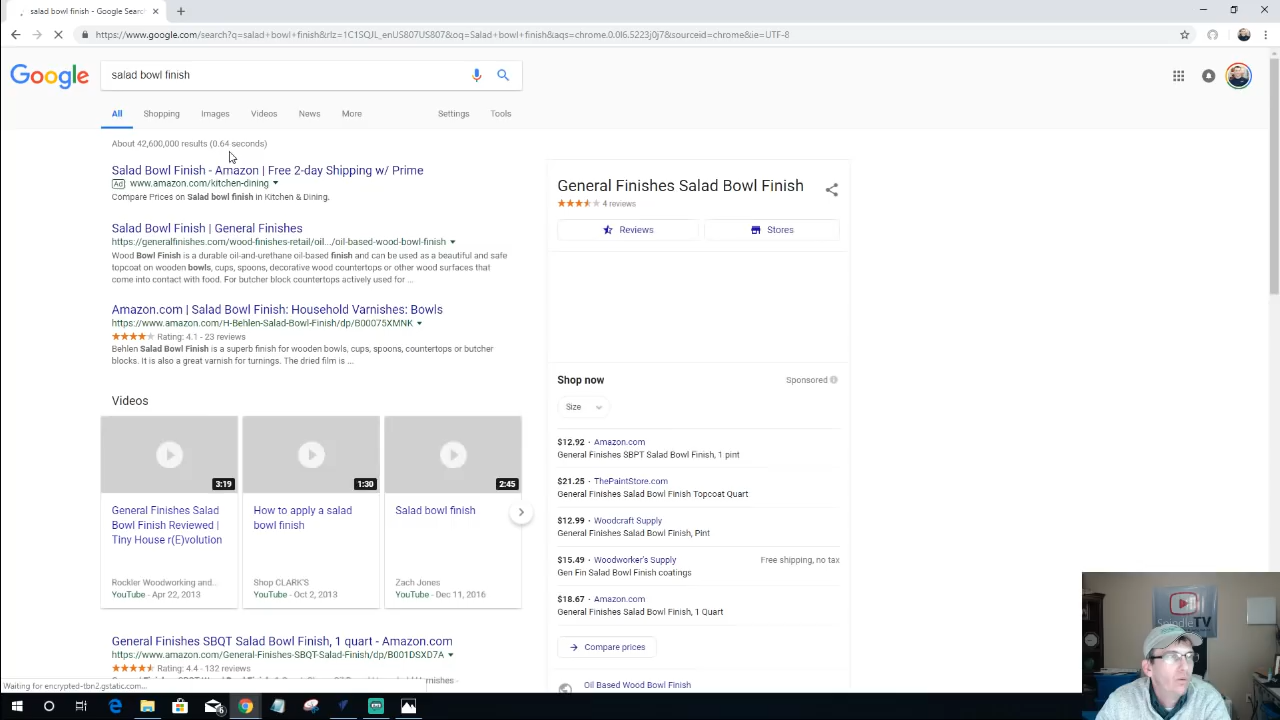 salad bowl finish - Google Searc
https://www.google.com/search?q=salad+bowl+finish&rlz=1C1SQJL_enUS807US807&oq=Salad+bowl+finish&aqs=chrome.0.0l6.5223j0j7&sourceid=chrome&ie=UTF-8
Google
salad bowl finish
All Shopping Images Videos News More Settings Tools
About 42,600,000 results (0.64 seconds)
Salad Bowl Finish - Amazon | Free 2-day Shipping w/ Prime
Ad www.amazon.com/kitchen-dining
Compare Prices on Salad bowl finish in Kitchen & Dining.
Salad Bowl Finish | General Finishes
https://generalfinishes.com/wood-finishes-retail/oil.../oil-based-wood-bowl-finish
Wood Bowl Finish is a durable oil-and-urethane oil-based finish and can be used as a beautiful and safe
topcoat on wooden bowls, cups, spoons, decorative wood countertops or other wood surfaces that
come into contact with food. For butcher block countertops actively used for ...
Amazon.com | Salad Bowl Finish: Household Varnishes: Bowls
https://www.amazon.com/H-Behlen-Salad-Bowl-Finish/dp/B00075XMNK
Rating: 4.1 - 23 reviews
Behlen Salad Bowl Finish is a superb finish for wooden bowls, cups, spoons, countertops or butcher
blocks. It is also a great varnish for turnings. The dried film is ...
Videos
3:19
1:30
2:45
General Finishes Salad
Bowl Finish Reviewed |
Tiny House r(E)volution
Rockler Woodworking and...
YouTube - Apr 22, 2013
How to apply a salad
bowl finish
Shop CLARK'S
YouTube - Oct 2, 2013
Salad bowl finish
Zach Jones
YouTube - Dec 11, 2016
General Finishes SBQT Salad Bowl Finish, 1 quart - Amazon.com
https://www.amazon.com/General-Finishes-SBQT-Salad-Finish/dp/B001DSXD7A
Rating: 4.4 - 132 reviews
General Finishes Salad Bowl Finish
4 reviews
Reviews Stores
Shop now Sponsored
Size
$12.92 · Amazon.com
General Finishes SBPT Salad Bowl Finish, 1 pint
$21.25 · ThePaintStore.com
General Finishes Salad Bowl Finish Topcoat Quart
$12.99 · Woodcraft Supply
General Finishes Salad Bowl Finish, Pint
$15.49 · Woodworker's Supply Free shipping, no tax
Gen Fin Salad Bowl Finish coatings
$18.67 · Amazon.com
General Finishes Salad Bowl Finish, 1 Quart
Compare prices
Oil Based Wood Bowl Finish
Waiting for encrypted-tbn2.gstatic.com...
Spindle TV